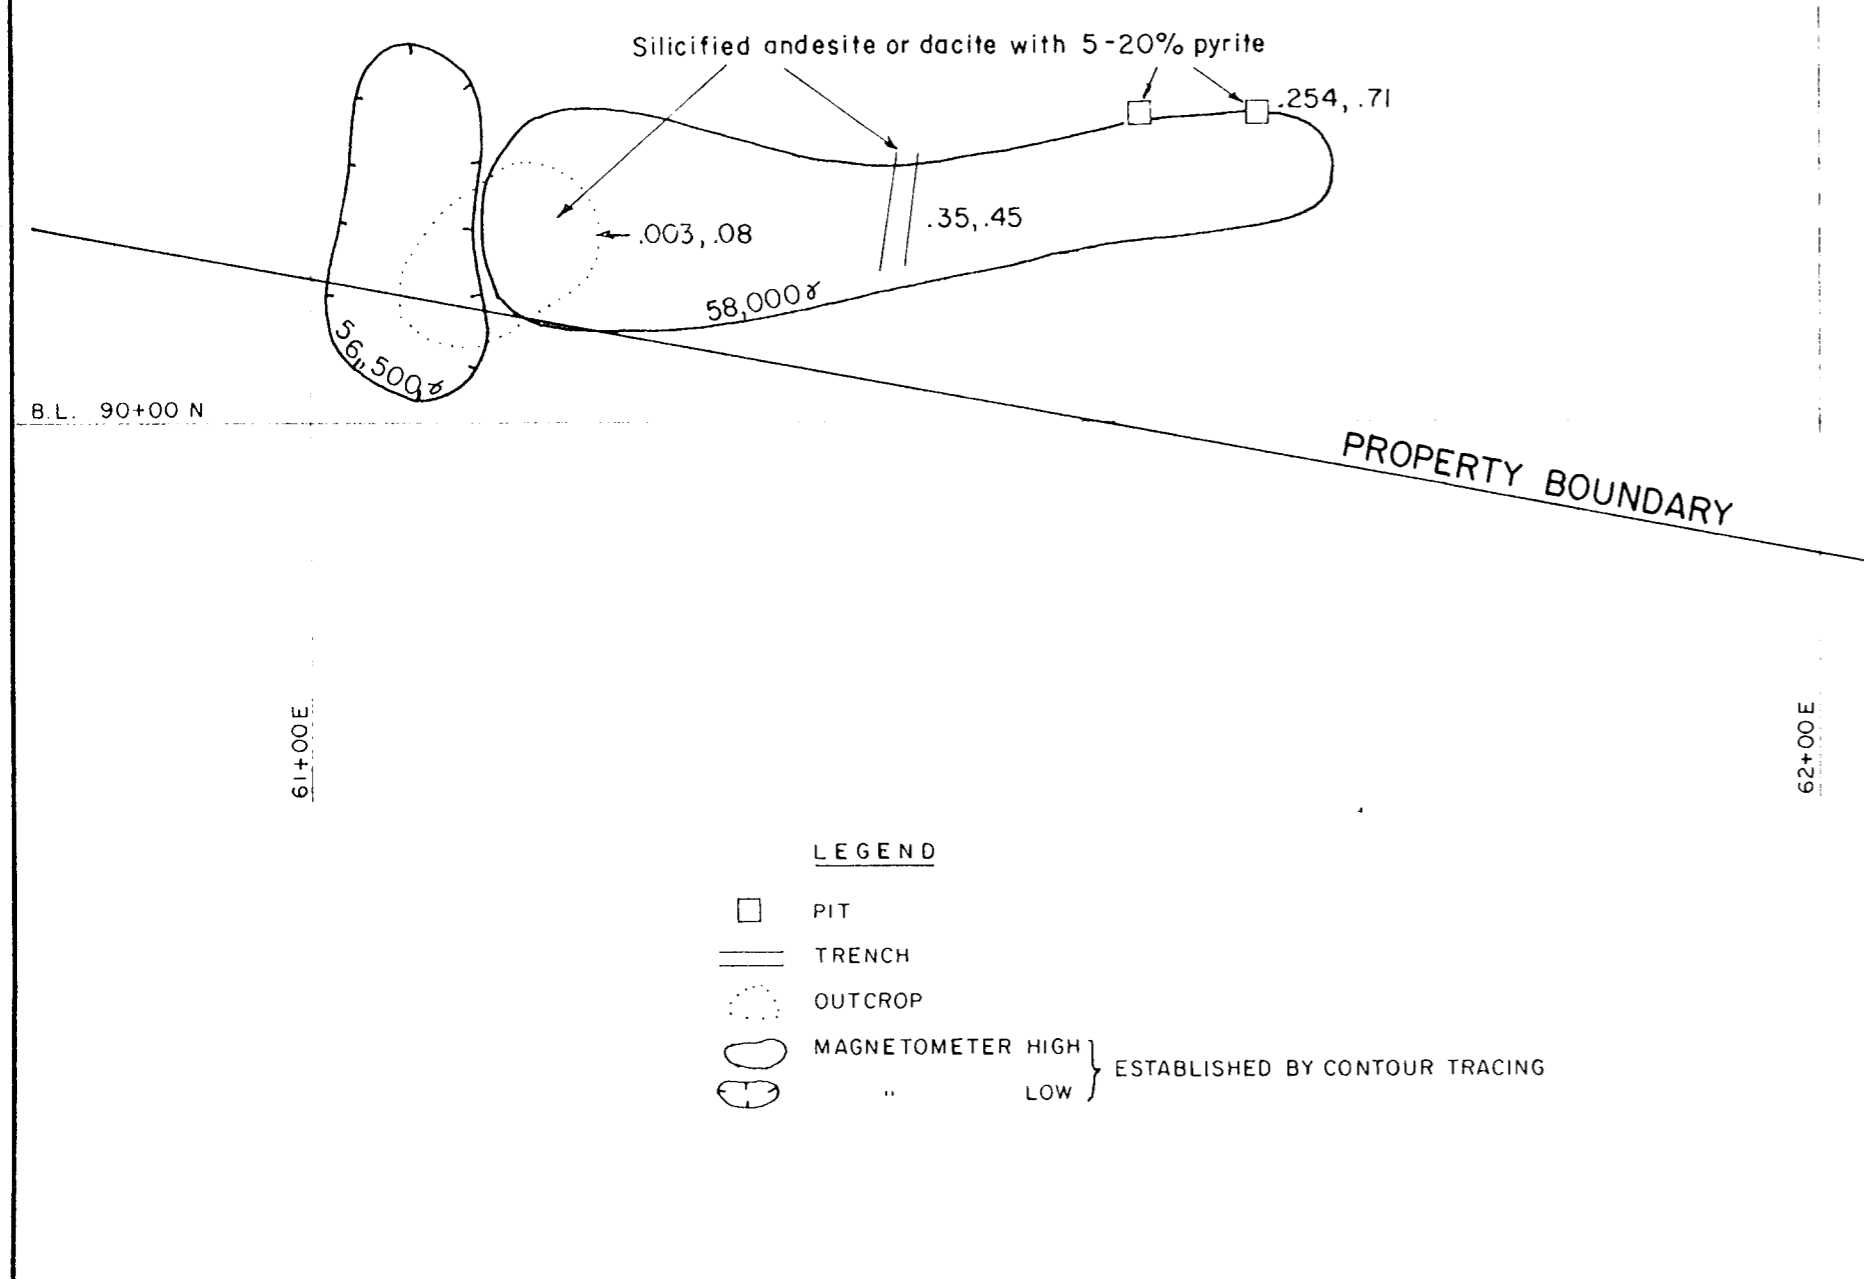 Silicified andesite or dacite with 5-20% pyrite
.254, .71
.35, .45
.003, .08
58,000γ
56,500γ
B.L. 90+00 N
PROPERTY BOUNDARY
61+00E
62+00E
LEGEND
PIT
TRENCH
OUTCROP
MAGNETOMETER HIGH
" LOW
ESTABLISHED BY CONTOUR TRACING